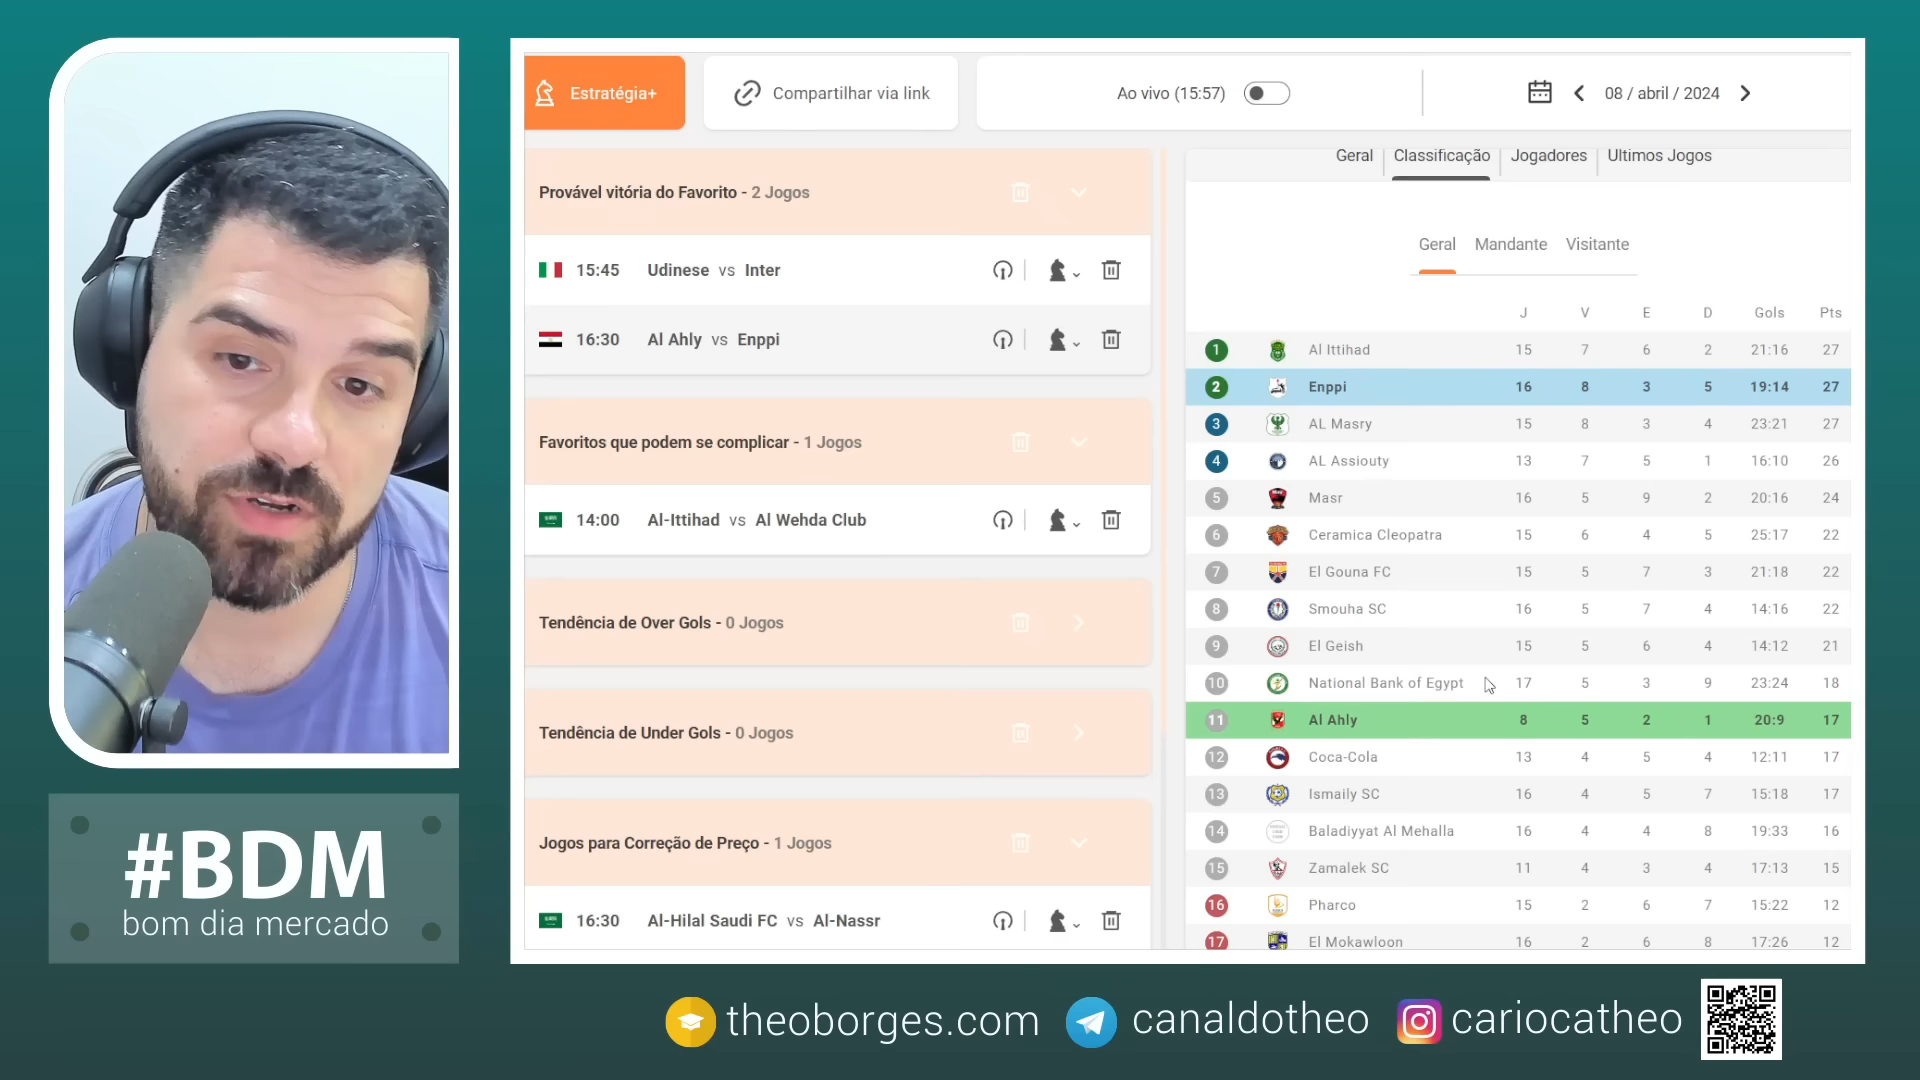 Estratégia+
Compartilhar via link
Ao vivo (15:57)
08 / abril / 2024
Provável vitória do Favorito - 2 Jogos
15:45 Udinese vs Inter
16:30 Al Ahly vs Enppi
Favoritos que podem se complicar - 1 Jogos
14:00 Al-Ittihad vs Al Wehda Club
Tendência de Over Gols - 0 Jogos
Tendência de Under Gols - 0 Jogos
Jogos para Correção de Preço - 1 Jogos
16:30 Al-Hilal Saudi FC vs Al-Nassr
Geral Classificação Jogadores Ultimos Jogos
Geral Mandante Visitante
J V E D Gols Pts
1 Al Ittihad 15 7 6 2 21:16 27
2 Enppi 16 8 3 5 19:14 27
3 AL Masry 15 8 3 4 23:21 27
4 AL Assiouty 13 7 5 1 16:10 26
5 Masr 16 5 9 2 20:16 24
6 Ceramica Cleopatra 15 6 4 5 25:17 22
7 El Gouna FC 15 5 7 3 21:18 22
8 Smouha SC 16 5 7 4 14:16 22
9 El Geish 15 5 6 4 14:12 21
10 National Bank of Egypt 17 5 3 9 23:24 18
11 Al Ahly 8 5 2 1 20:9 17
12 Coca-Cola 13 4 5 4 12:11 17
13 Ismaily SC 16 4 5 7 15:18 17
14 Baladiyyat Al Mehalla 16 4 4 8 19:33 16
15 Zamalek SC 11 4 3 4 17:13 15
16 Pharco 15 2 6 7 15:22 12
17 El Mokawloon 16 2 6 8 17:26 12
#BDM
bom dia mercado
theoborges.com
canaldotheo
cariocatheo